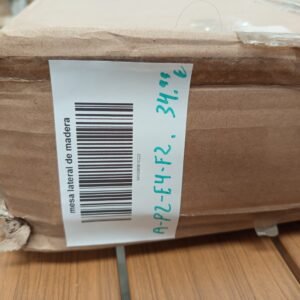 mesa lateral de madera
A-P2-E4-F2. 34.99 €